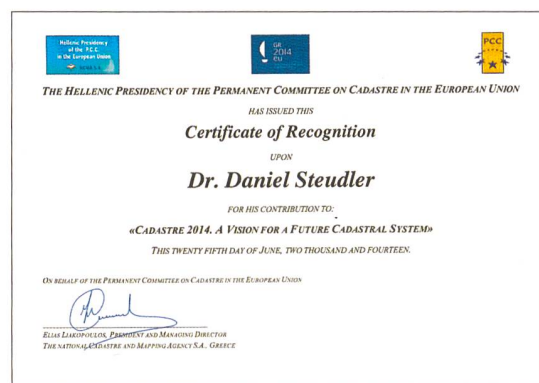 Hellenic Presidency
of the P.C.C.
in the European Union
GR
2014
EU
PCC
THE HELLENIC PRESIDENCY OF THE PERMANENT COMMITTEE ON CADASTRE IN THE EUROPEAN UNION
HAS ISSUED THIS
Certificate of Recognition
UPON
Dr. Daniel Steudler
FOR HIS CONTRIBUTION TO:
«CADASTRE 2014. A VISION FOR A FUTURE CADASTRAL SYSTEM»
THIS TWENTY FIFTH DAY OF JUNE, TWO THOUSAND AND FOURTEEN.
ON BEHALF OF THE PERMANENT COMMITTEE ON CADASTRE IN THE EUROPEAN UNION
ELIAS LIAKOPOULOS, PRESIDENT AND MANAGING DIRECTOR
THE NATIONAL CADASTRE AND MAPPING AGENCY S.A., GREECE